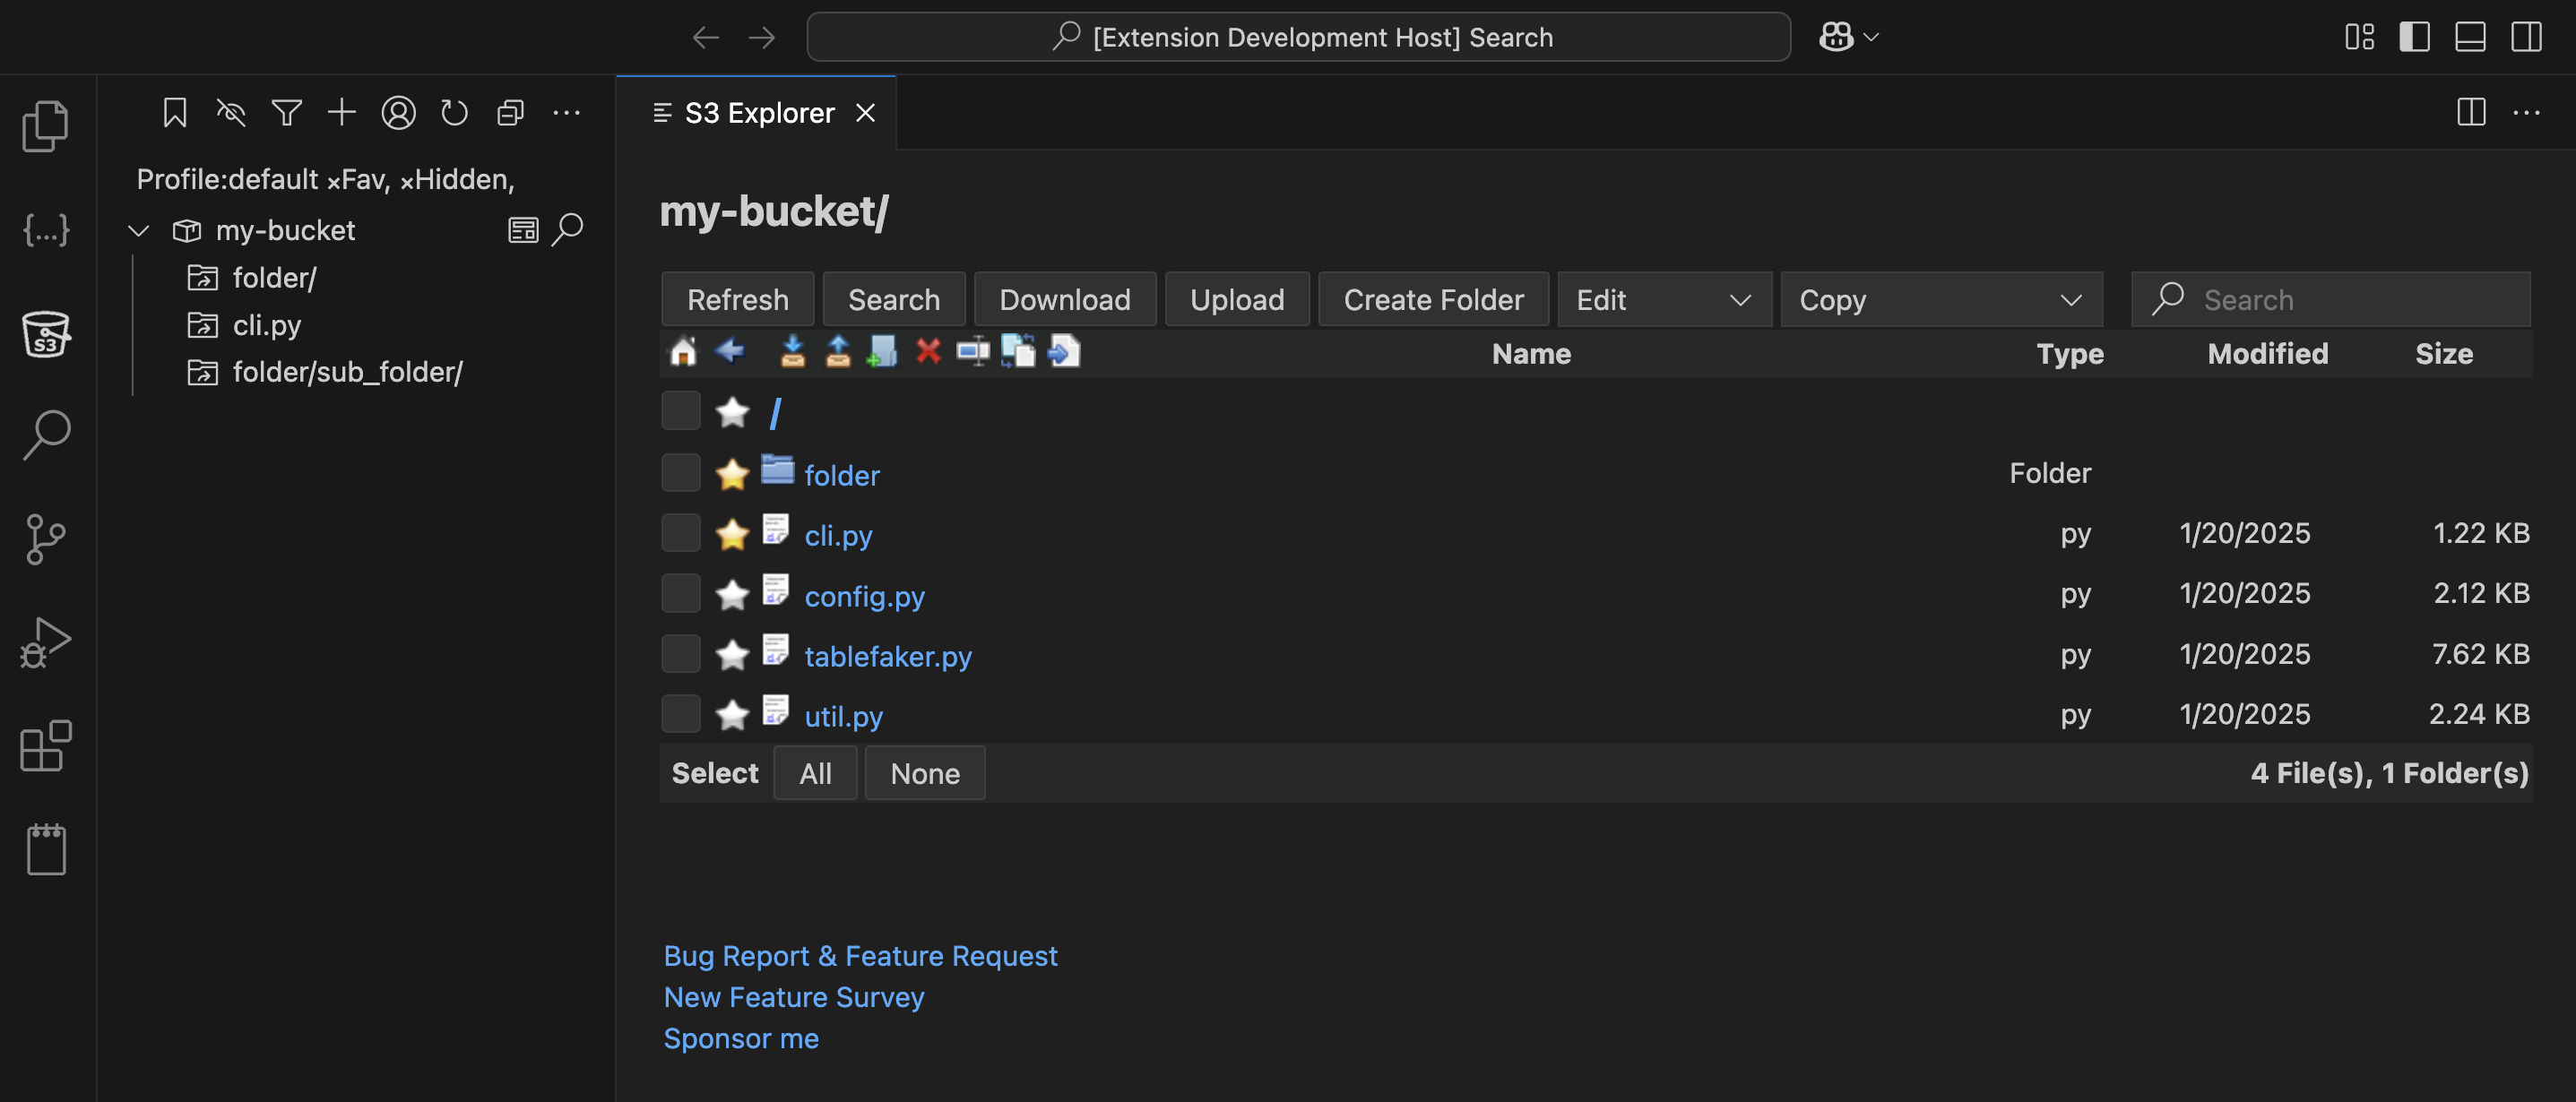 [Extension Development Host] Search
S3 Explorer
Profile:default ×Fav, ×Hidden,
my-bucket
folder/
cli.py
folder/sub_folder/
{...}
S3
my-bucket/
Refresh Search Download Upload Create Folder Edit Copy Search
Name Type Modified Size
/
folder Folder
cli.py py 1/20/2025 1.22 KB
config.py py 1/20/2025 2.12 KB
tablefaker.py py 1/20/2025 7.62 KB
util.py py 1/20/2025 2.24 KB
Select All None 4 File(s), 1 Folder(s)
Bug Report & Feature Request
New Feature Survey
Sponsor me